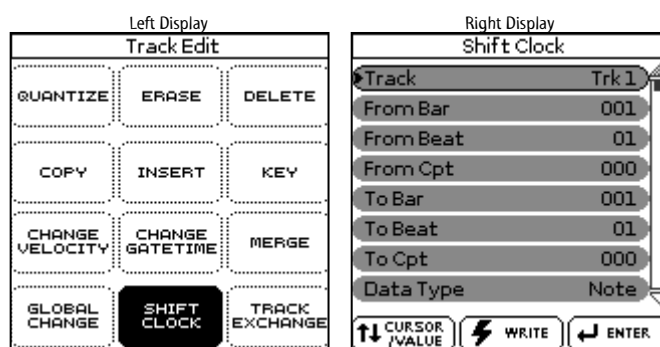 Left Display
Track Edit
QUANTIZE ERASE DELETE
COPY INSERT KEY
CHANGE VELOCITY CHANGE GATETIME MERGE
GLOBAL CHANGE SHIFT CLOCK TRACK EXCHANGE
Right Display
Shift Clock
Track Trk 1
From Bar 001
From Beat 01
From Cpt 000
To Bar 001
To Beat 01
To Cpt 000
Data Type Note
CURSOR /VALUE WRITE ENTER